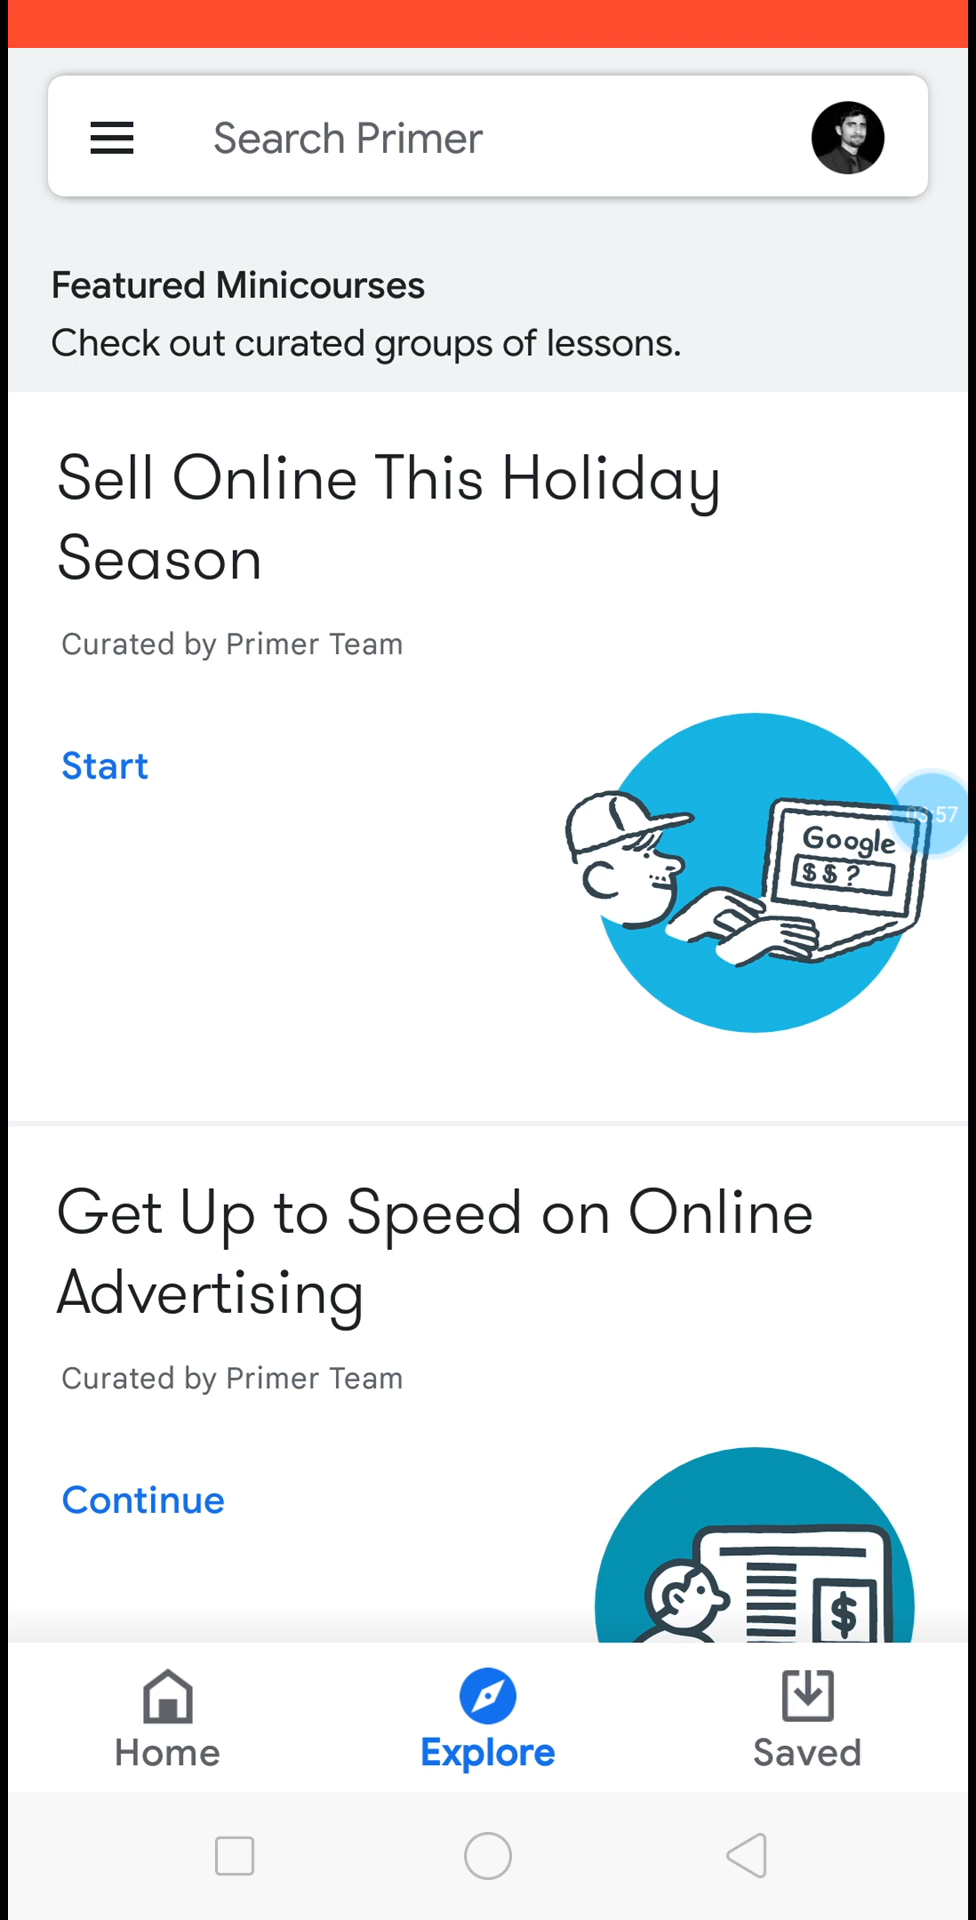 Search Primer
Featured Minicourses
Check out curated groups of lessons.
Sell Online This Holiday
Season
Curated by Primer Team
Start
Google
$$?
Get Up to Speed on Online
Advertising
Curated by Primer Team
Continue
$
Home
Explore
Saved